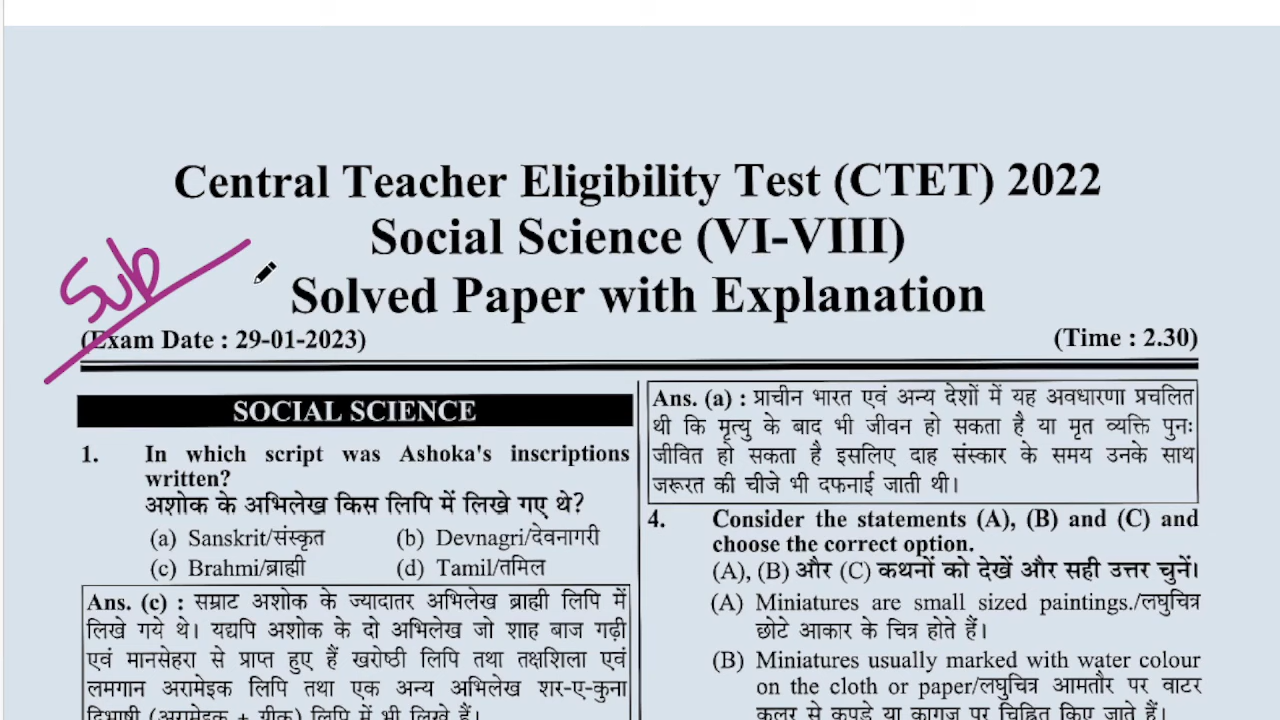 Central Teacher Eligibility Test (CTET) 2022
Social Science (VI-VIII)
Solved Paper with Explanation
Sub
(Exam Date : 29-01-2023)
(Time : 2.30)
SOCIAL SCIENCE
1. In which script was Ashoka's inscriptions
written?
अशोक के अभिलेख किस लिपि में लिखे गए थे?
(a) Sanskrit/संस्कृत (b) Devnagri/देवनागरी
(c) Brahmi/ब्राह्मी (d) Tamil/तमिल
Ans. (c) : सम्राट अशोक के ज्यादातर अभिलेख ब्राह्मी लिपि में
लिखे गये थे। यद्यपि अशोक के दो अभिलेख जो शाह बाज गढ़ी
एवं मानसेहरा से प्राप्त हुए हैं खरोष्ठी लिपि तथा तक्षशिला एवं
लमगान अरामेइक लिपि तथा एक अन्य अभिलेख शर-ए-कुना
द्विभाषी (अरामेइक + ग्रीक) लिपि में भी लिखे हैं।
Ans. (a) : प्राचीन भारत एवं अन्य देशों में यह अवधारणा प्रचलित
थी कि मृत्यु के बाद भी जीवन हो सकता है या मृत व्यक्ति पुनः
जीवित हो सकता है इसलिए दाह संस्कार के समय उनके साथ
जरूरत की चीजे भी दफनाई जाती थी।
4. Consider the statements (A), (B) and (C) and
choose the correct option.
(A), (B) और (C) कथनों को देखें और सही उत्तर चुनें।
(A) Miniatures are small sized paintings./लघुचित्र
छोटे आकार के चित्र होते हैं।
(B) Miniatures usually marked with water colour
on the cloth or paper/लघुचित्र आमतौर पर वाटर
कलर से कपड़े या कागज पर चिह्नित किए जाते हैं।